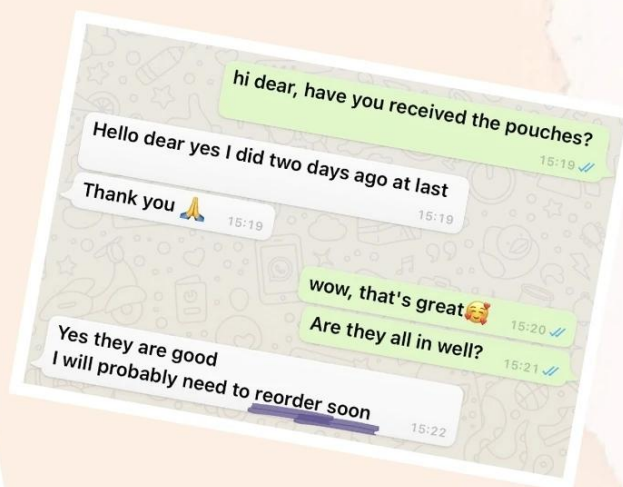 hi dear, have you received the pouches?
15:19
Hello dear yes I did two days ago at last
15:19
Thank you 🙏
15:19
wow, that's great🥰
15:20
Are they all in well?
15:21
Yes they are good
I will probably need to reorder soon
15:22